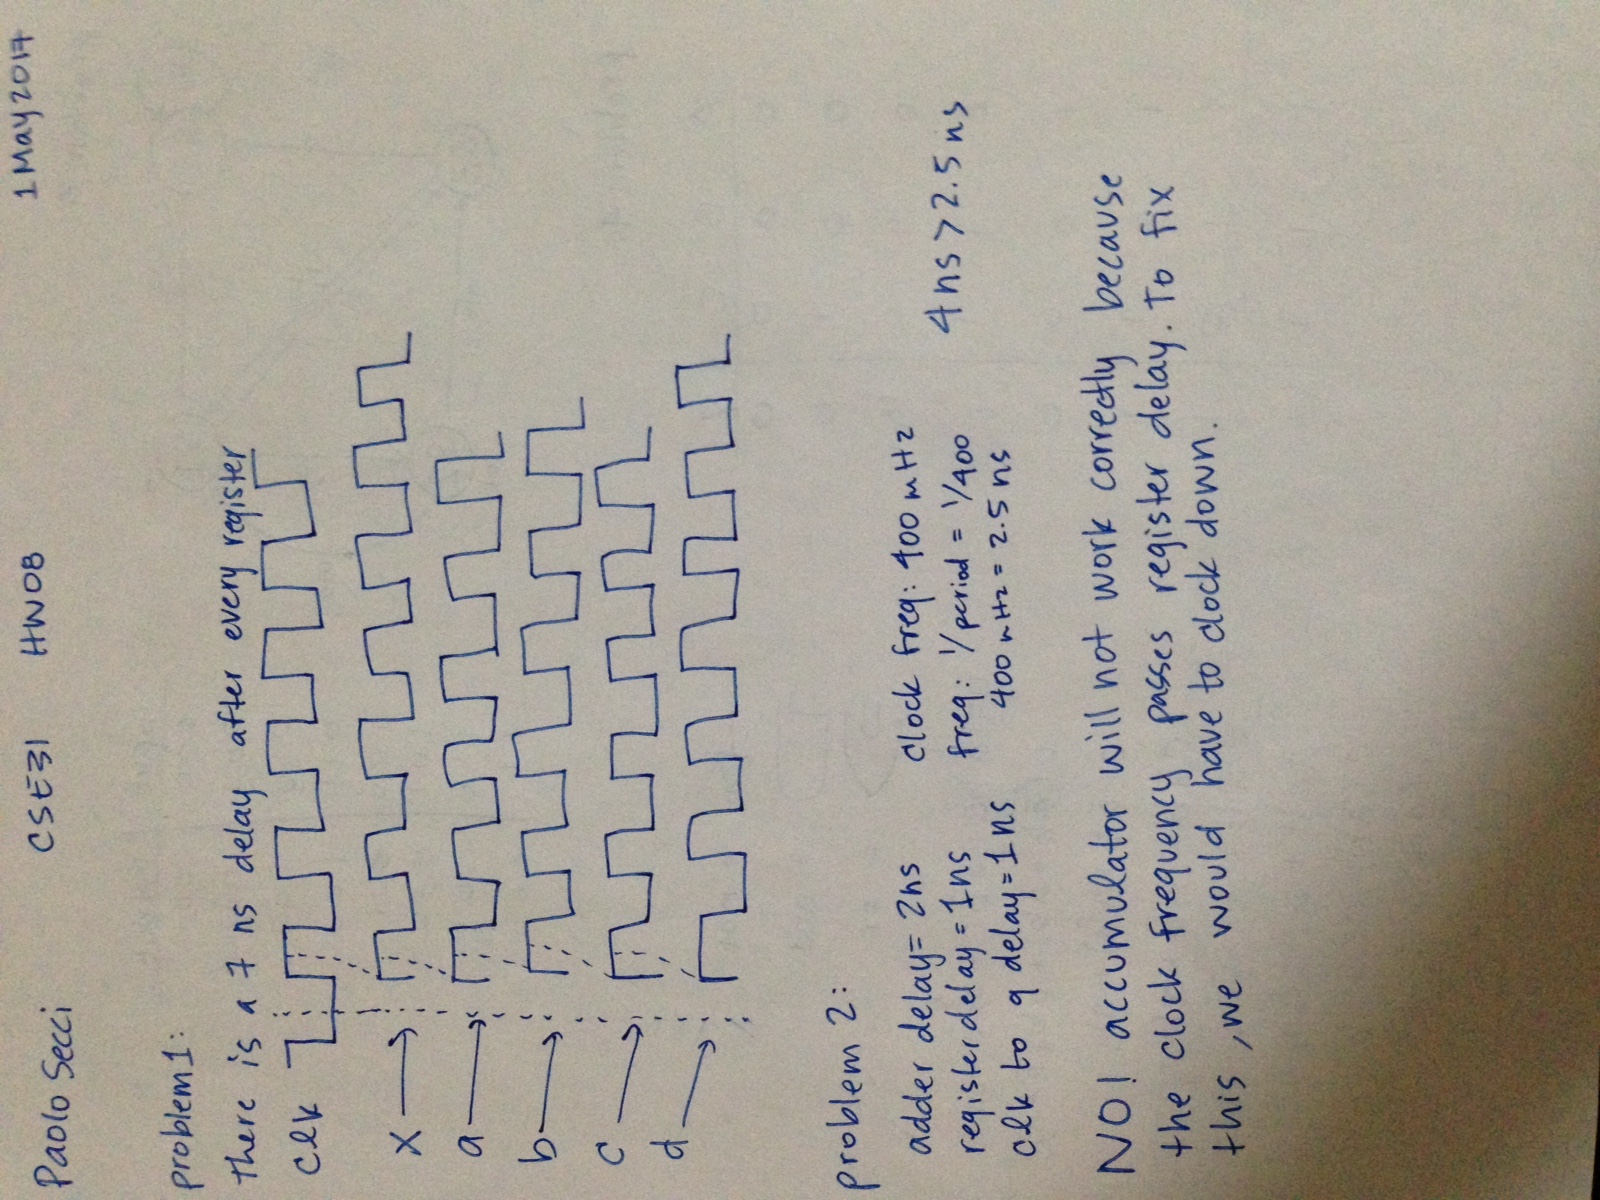 Paolo Secci CSE31 HW08 1 May 2017
problem 1:
there is a 7 ns delay after every register
clk
x
a
b
c
d
problem 2:
adder delay = 2ns clock freq: 400 mHz
register delay = 1ns freq: 1/period = 1/400 4ns > 2.5 ns
clk to q delay = 1ns 400 mHz = 2.5 ns
NO! accumulator will not work correctly because
the clock frequency passes register delay. To fix
this, we would have to clock down.